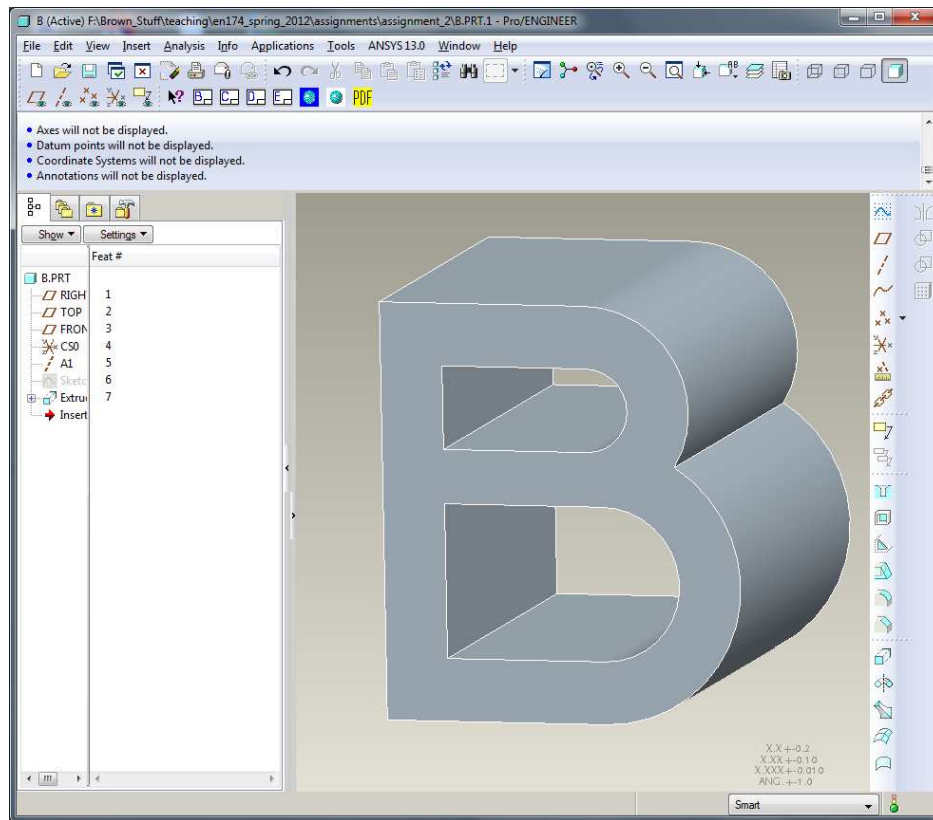 B (Active) F:\Brown_Stuff\teaching\en174_spring_2012\assignments\assignment_2\B.PRT.1 - Pro/ENGINEER
File Edit View Insert Analysis Info Applications Tools ANSYS 13.0 Window Help
B C D E PDF
• Axes will not be displayed.
• Datum points will not be displayed.
• Coordinate Systems will not be displayed.
• Annotations will not be displayed.
Show Settings
Feat #
B.PRT
RIGH 1
TOP 2
FRON 3
CS0 4
A1 5
Sketc 6
Extru 7
Insert
B
X.X +-0.2
X.XX +-0.10
X.XXX +-0.010
ANG. +-1.0
Smart